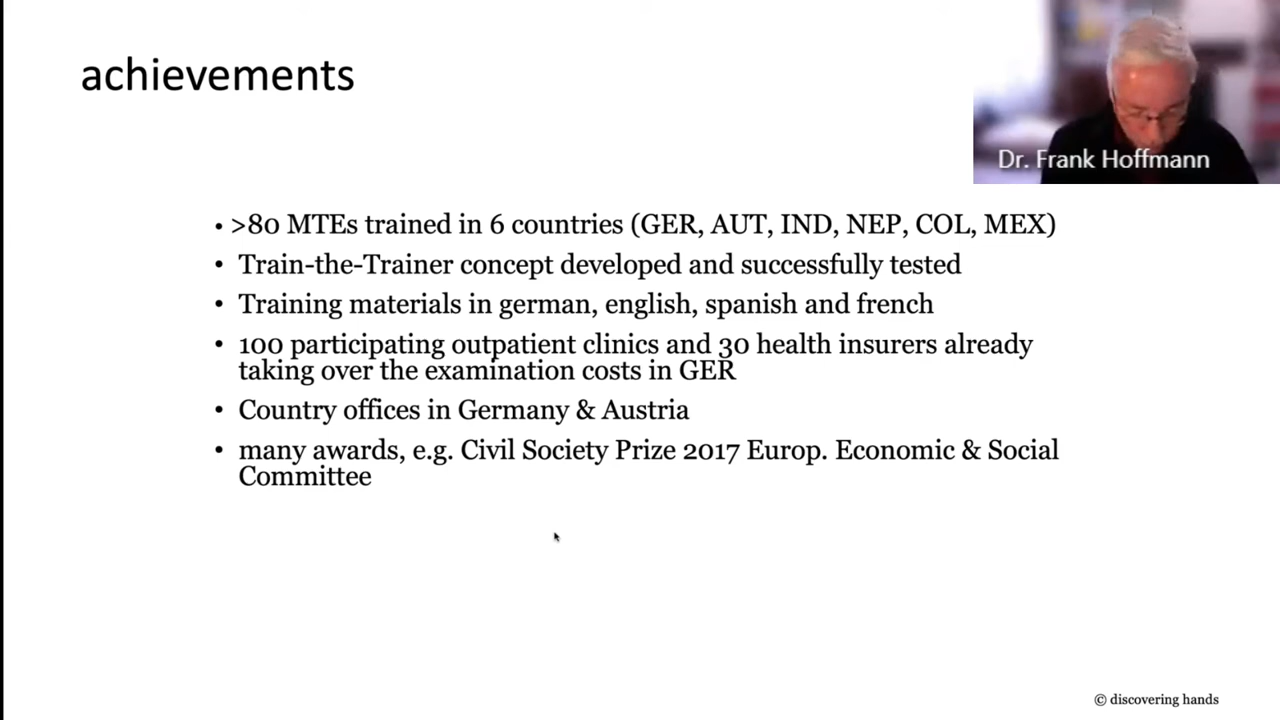 achievements
Dr. Frank Hoffmann
• >80 MTEs trained in 6 countries (GER, AUT, IND, NEP, COL, MEX)
• Train-the-Trainer concept developed and successfully tested
• Training materials in german, english, spanish and french
• 100 participating outpatient clinics and 30 health insurers already
taking over the examination costs in GER
• Country offices in Germany & Austria
• many awards, e.g. Civil Society Prize 2017 Europ. Economic & Social
Committee
© discovering hands